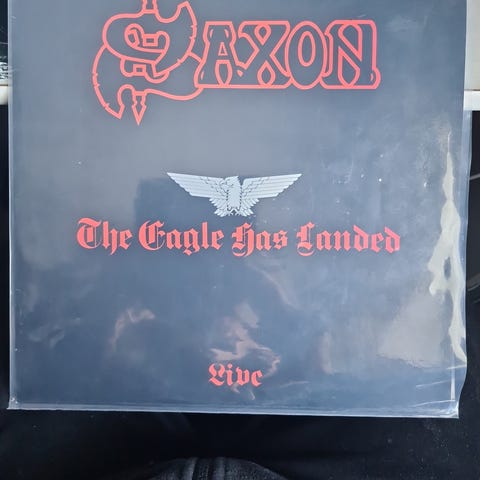 SAXON
The Eagle Has Landed
Live